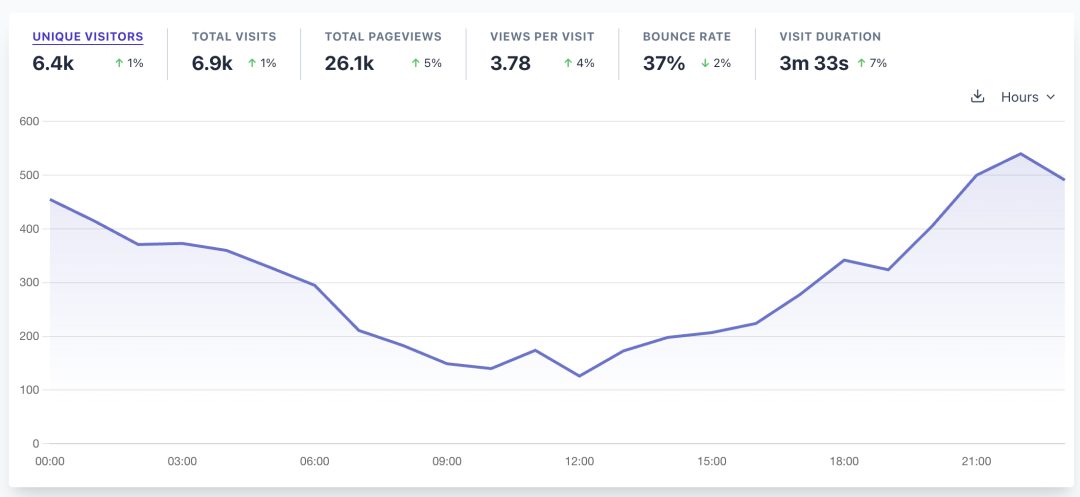 UNIQUE VISITORS TOTAL VISITS TOTAL PAGEVIEWS VIEWS PER VISIT BOUNCE RATE VISIT DURATION
6.4k ↑ 1% 6.9k ↑ 1% 26.1k ↑ 5% 3.78 ↑ 4% 37% ↓ 2% 3m 33s ↑ 7%
Hours
600
500
400
300
200
100
0
00:00 03:00 06:00 09:00 12:00 15:00 18:00 21:00